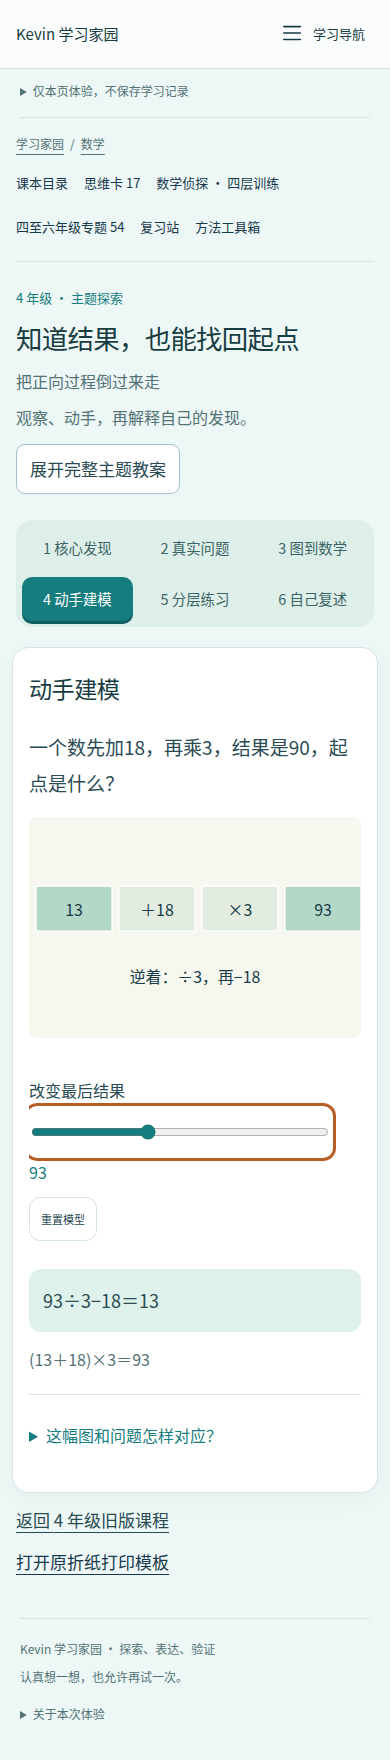 Kevin 学习家园
学习导航
仅本页体验，不保存学习记录
学习家园 / 数学
课本目录 思维卡 17 数学侦探 · 四层训练
四至六年级专题 54 复习站 方法工具箱
4 年级 · 主题探索
知道结果，也能找回起点
把正向过程倒过来走
观察、动手，再解释自己的发现。
展开完整主题教案
1 核心发现 2 真实问题 3 图到数学
4 动手建模 5 分层练习 6 自己复述
动手建模
一个数先加18，再乘3，结果是90，起
点是什么？
13 ＋18 ×3 93
逆着：÷3，再−18
改变最后结果
93
重置模型
93÷3−18＝13
(13＋18)×3＝93
这幅图和问题怎样对应？
返回 4 年级旧版课程
打开原折纸打印模板
Kevin 学习家园 · 探索、表达、验证
认真想一想，也允许再试一次。
关于本次体验